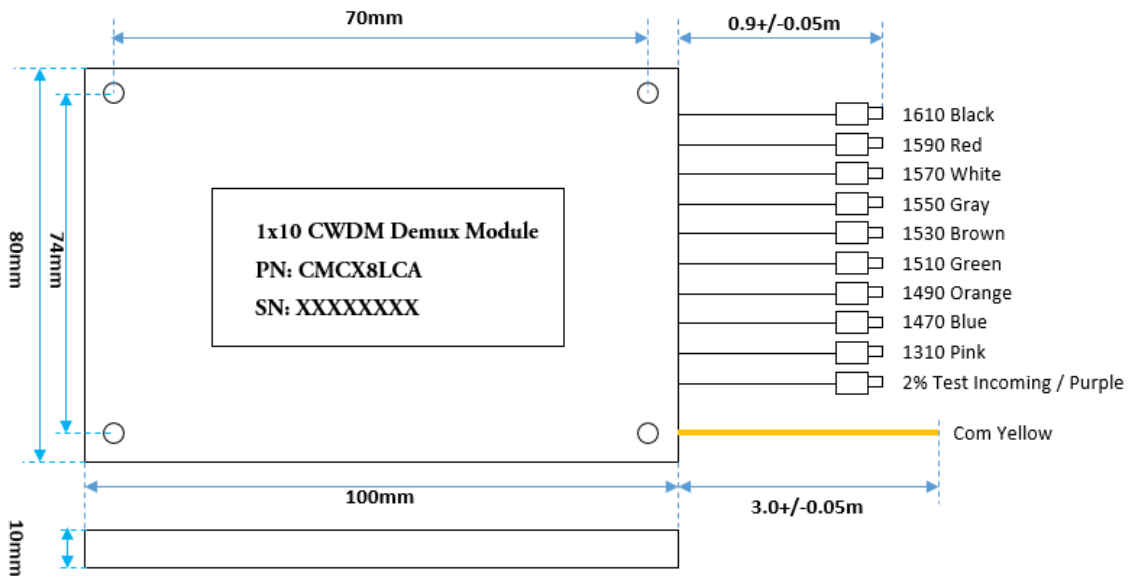 70mm
0.9+/-0.05m
1610 Black
1590 Red
1570 White
1550 Gray
1530 Brown
1510 Green
1490 Orange
1470 Blue
1310 Pink
2% Test Incoming / Purple
Com Yellow
80mm
74mm
1x10 CWDM Demux Module
PN: CMCX8LCA
SN: XXXXXXXX
100mm
3.0+/-0.05m
10mm